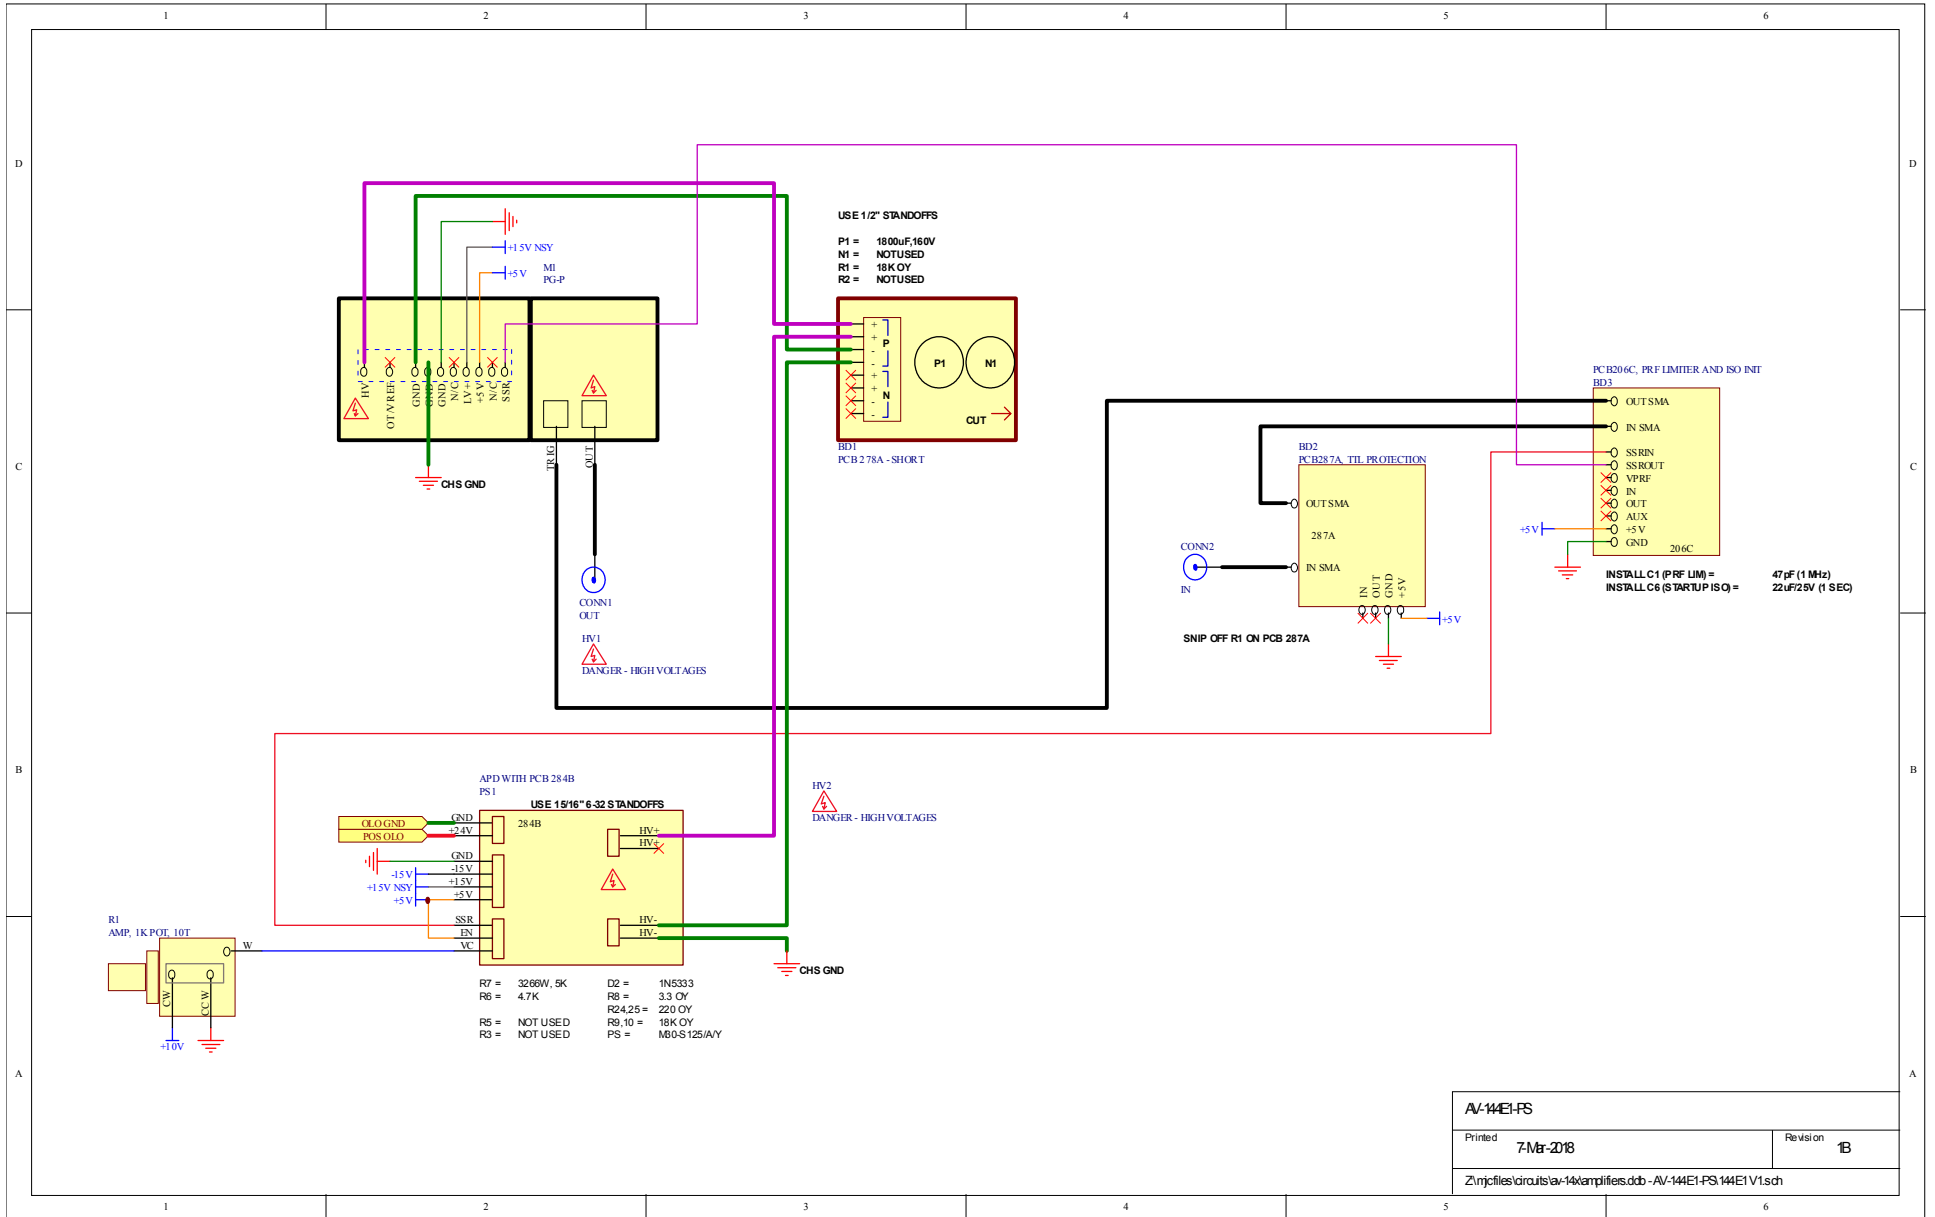 1 2 3 4 5 6
D D
USE 1/2" STANDOFFS
P1 = 1800uF,160V
N1 = NOT USED
R1 = 18K OY
R2 = NOT USED
+15V NSY
+5V
M1
PG-P
HV
OT/VREF
GND
GND
GND
N/C
LV+
+5V
N/C
SSR
TRIG
OUT
CHS GND
CONN1
OUT
HV1
DANGER - HIGH VOLTAGES
+
+
-
-
P
+
+
-
-
N
P1
N1
CUT
BD1
PCB 278A - SHORT
C C
PCB206C, PRF LIMITER AND ISO INIT
BD3
OUT SMA
IN SMA
SSRIN
SSROUT
VPRF
IN
OUT
AUX
+5V
GND
206C
+5V
INSTALL C1 (PRF LIM) = 47pF (1 MHz)
INSTALL C6 (STARTUP ISO) = 22uF/25V (1 SEC)
BD2
PCB287A, TTL PROTECTION
OUT SMA
287A
IN SMA
IN
OUT
GND
+5V
+5V
CONN2
IN
SNIP OFF R1 ON PCB 287A
B B
APD WITH PCB 284B
PS1
USE 15/16" 6-32 STANDOFFS
284B
OLO GND
POS OLO
GND
+24V
GND
-15V
+15V
+5V
-15V
+15V NSY
+5V
SSR
EN
VC
HV+
HV+
HV-
HV-
CHS GND
HV2
DANGER - HIGH VOLTAGES
R1
AMP, 1K POT, 10T
W
CW
CCW
+10V
R7 = 3266W, 5K
R6 = 4.7K
R5 = NOT USED
R3 = NOT USED
D2 = 1N5333
R8 = 3.3 OY
R24,25 = 220 OY
R9,10 = 18K OY
PS = M30-S125/A/Y
A A
AV-144E1-PS
Printed 7-Mar-2018
Revision 1B
Z:\mjcfiles\circuits\av-14x\amplifiers.ddb - AV-144E1-PS\144E1V1.sch
1 2 3 4 5 6